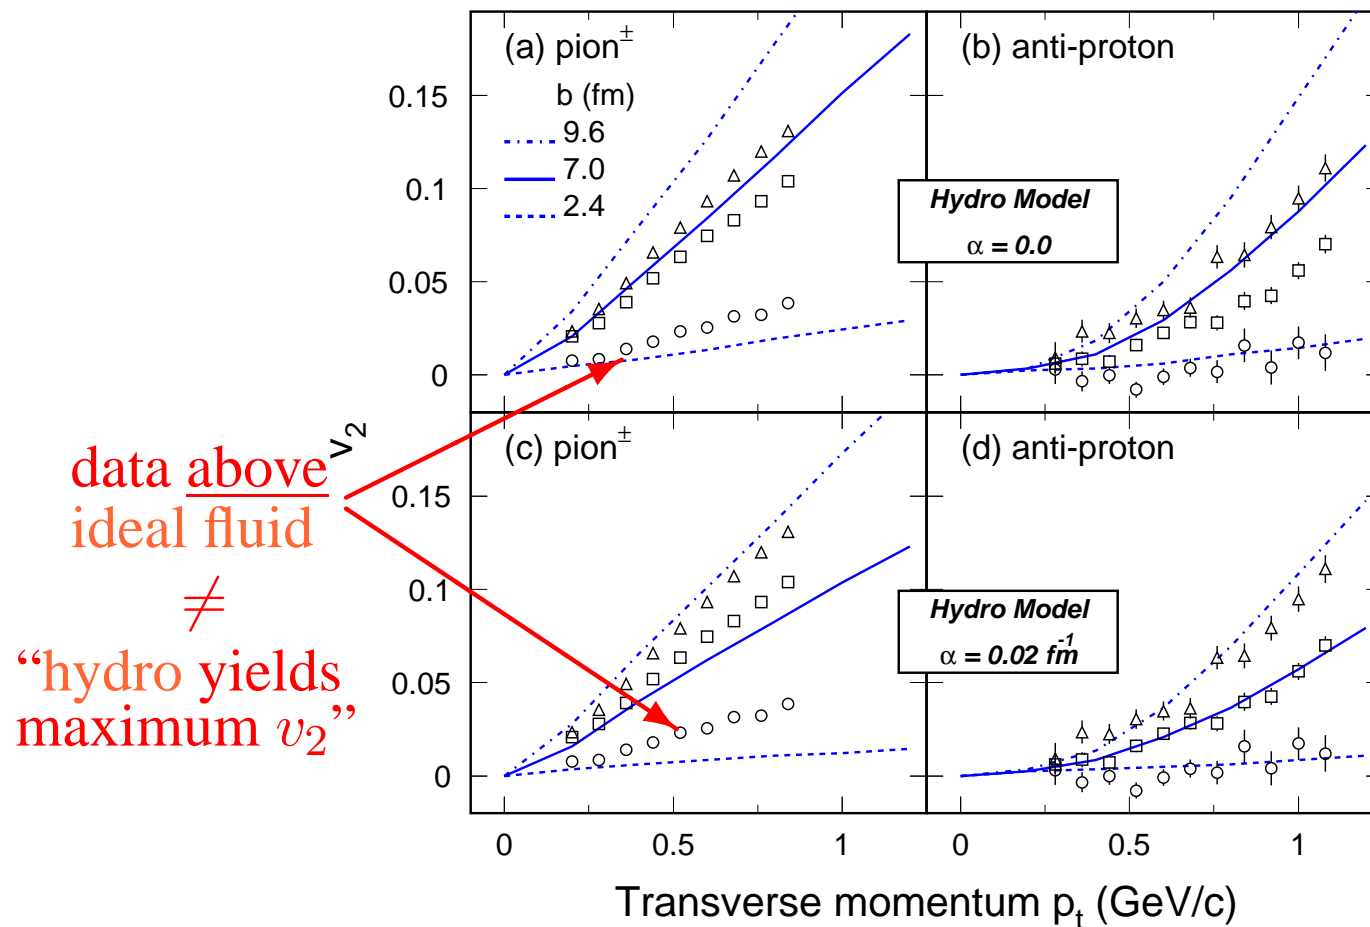 (a) pion±
b (fm)
9.6
7.0
2.4
(b) anti-proton
Hydro Model
α = 0.0
0.15
0.1
0.05
0
v₂
data above
ideal fluid
≠
“hydro yields
maximum v₂”
(c) pion±
(d) anti-proton
Hydro Model
α = 0.02 fm⁻¹
0.15
0.1
0.05
0
0 0.5 1 0 0.5 1
Transverse momentum pₜ (GeV/c)